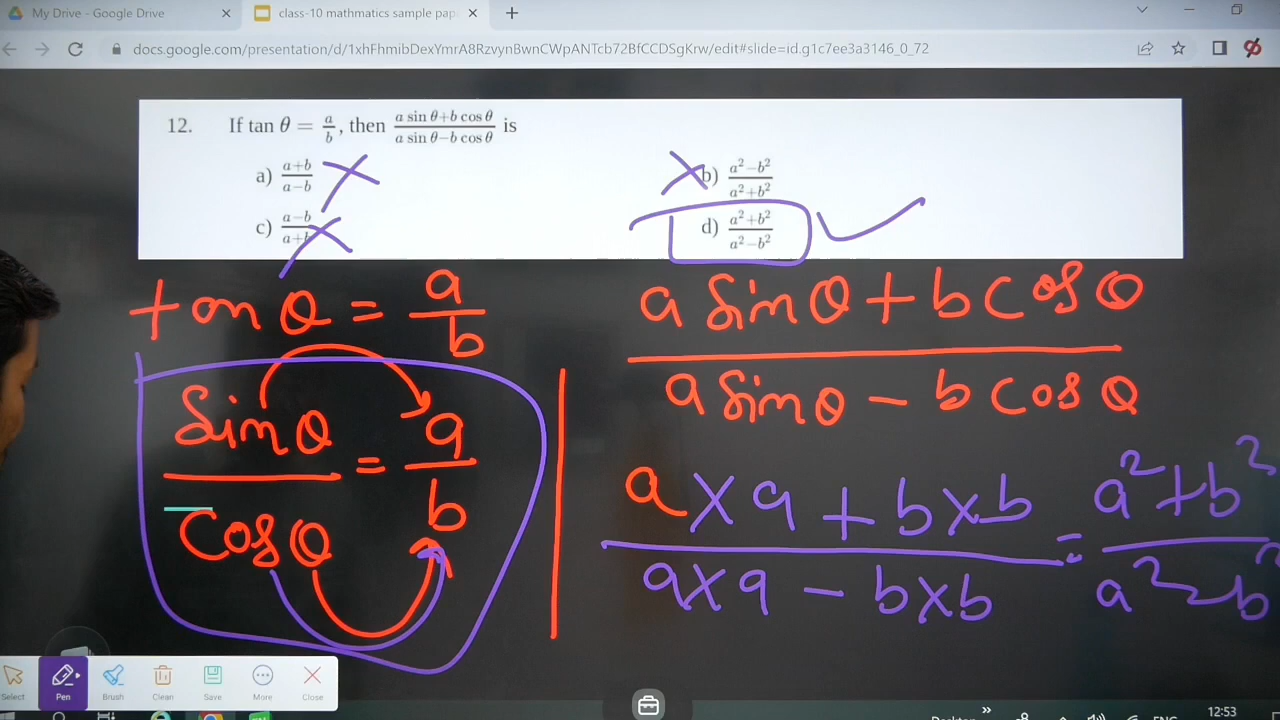 My Drive - Google Drive
class-10 mathmatics sample pap
docs.google.com/presentation/d/1xhFhmibDexYmrA8RzvynBwnCWpANTcb72BfCCDSgKrw/edit#slide=id.g1c7ee3a3146_0_72
12. If tan θ = a/b, then (a sin θ+b cos θ)/(a sin θ−b cos θ) is
a) (a+b)/(a−b)
b) (a²−b²)/(a²+b²)
c) (a−b)/(a+b)
d) (a²+b²)/(a²−b²)
tan θ = a/b
sin θ/cos θ = a/b
(a sin θ + b cos θ)/(a sin θ − b cos θ)
(a×a + b×b)/(a×a − b×b) = (a²+b²)/(a²−b²)
Select Pen Brush Clean Save More Close
12:53